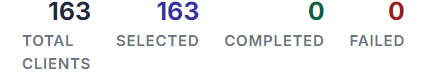 163 163 0 0
TOTAL SELECTED COMPLETED FAILED
CLIENTS